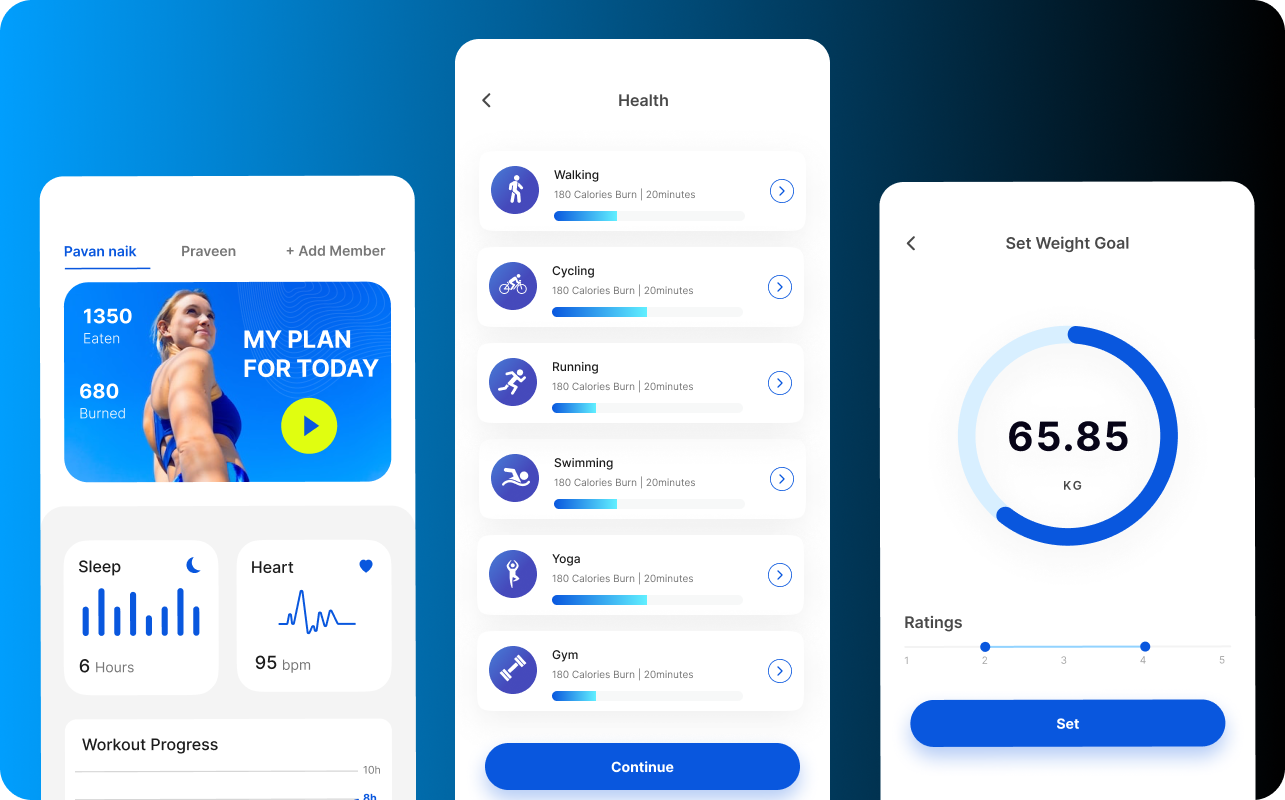 Pavan naik
Praveen
+ Add Member
1350
Eaten
680
Burned
MY PLAN
FOR TODAY
Sleep
6 Hours
Heart
95 bpm
Workout Progress
10h
8h
Health
Walking
180 Calories Burn | 20minutes
Cycling
180 Calories Burn | 20minutes
Running
180 Calories Burn | 20minutes
Swimming
180 Calories Burn | 20minutes
Yoga
180 Calories Burn | 20minutes
Gym
180 Calories Burn | 20minutes
Continue
Set Weight Goal
65.85
KG
Ratings
1 2 3 4 5
Set